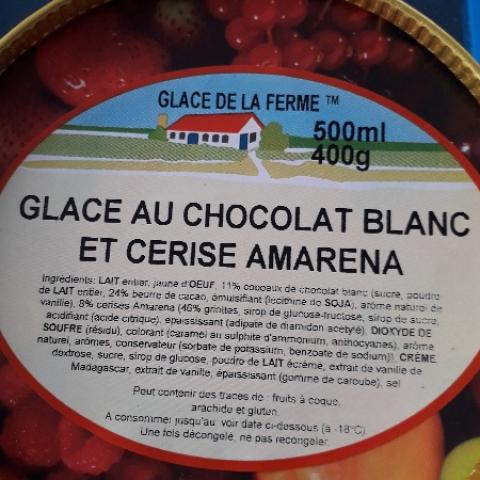 GLACE DE LA FERME ™
500ml
400g
GLACE AU CHOCOLAT BLANC
ET CERISE AMARENA
Ingrédients: LAIT entier, jaune d'OEUF, 11% copeaux de chocolat blanc (sucre, poudre
de LAIT entier, 24% beurre de cacao, émulsifiant (lécithine de SOJA), arôme naturel de
vanille), 8% cerises Amarena (46% griottes, sirop de glucose-fructose, sirop de sucre,
acidifiant (acide citrique), épaississant (adipate de diamidon acétylé), DIOXYDE DE
SOUFRE (résidu), colorant (caramel au sulphite d'ammonium, anthocyanes), arôme
naturel, arômes, conservateur (sorbate de potassium, benzoate de sodium)), CRÈME,
dextrose, sucre, sirop de glucose, poudre de LAIT écrémé, extrait de vanille de
Madagascar, extrait de vanille, épaississant (gomme de caroube), sel
Peut contenir des traces de : fruits à coque,
arachide et gluten.
A consommer jusqu'au: voir date ci-dessous (à -18°C).
Une fois décongelé, ne pas recongeler.